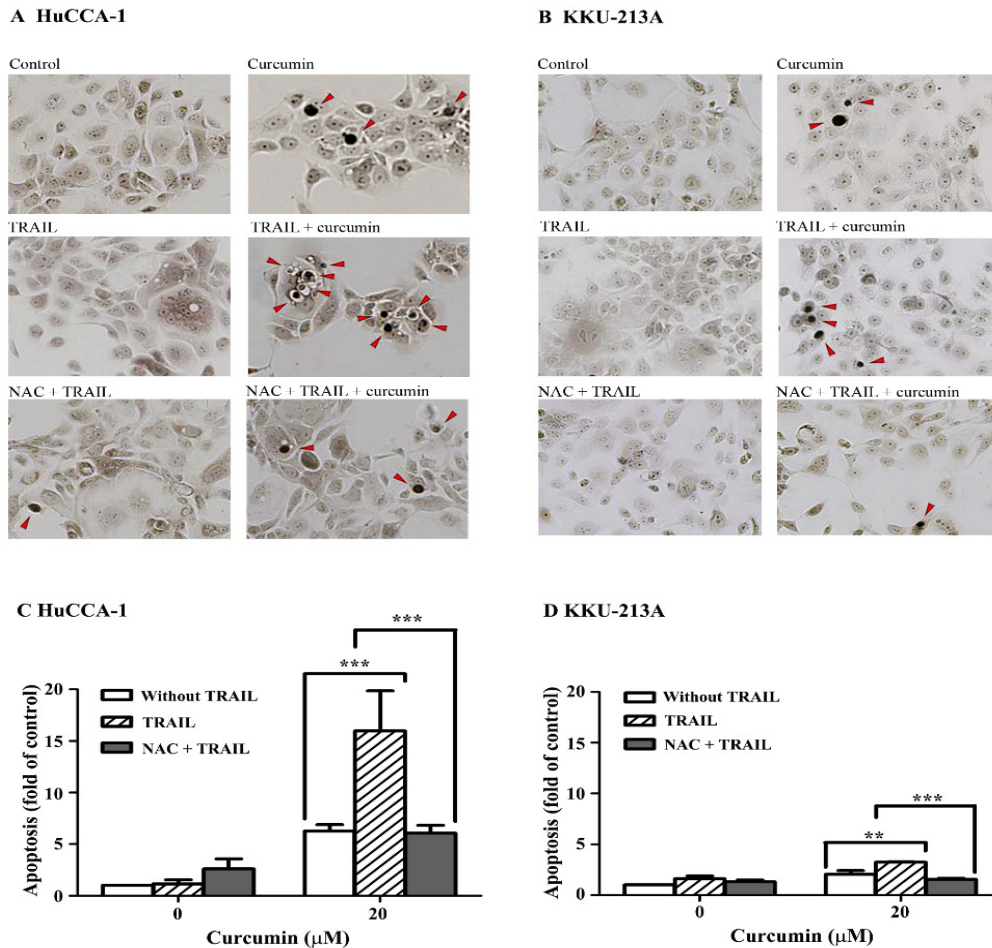 A HuCCA-1
Control
Curcumin
TRAIL
TRAIL + curcumin
NAC + TRAIL
NAC + TRAIL + curcumin
B KKU-213A
Curcumin
Control
TRAIL
TRAIL + curcumin
NAC + TRAIL
NAC + TRAIL + curcumin
C HuCCA-1
***
***
Without TRAIL
TRAIL
NAC + TRAIL
Apoptosis (fold of control)
20
15
10
5
0
0
20
Curcumin (μM)
D KKU-213A
Without TRAIL
TRAIL
NAC + TRAIL
***
**
Apoptosis (fold of control)
20
15
10
5
0
0
20
Curcumin (μM)